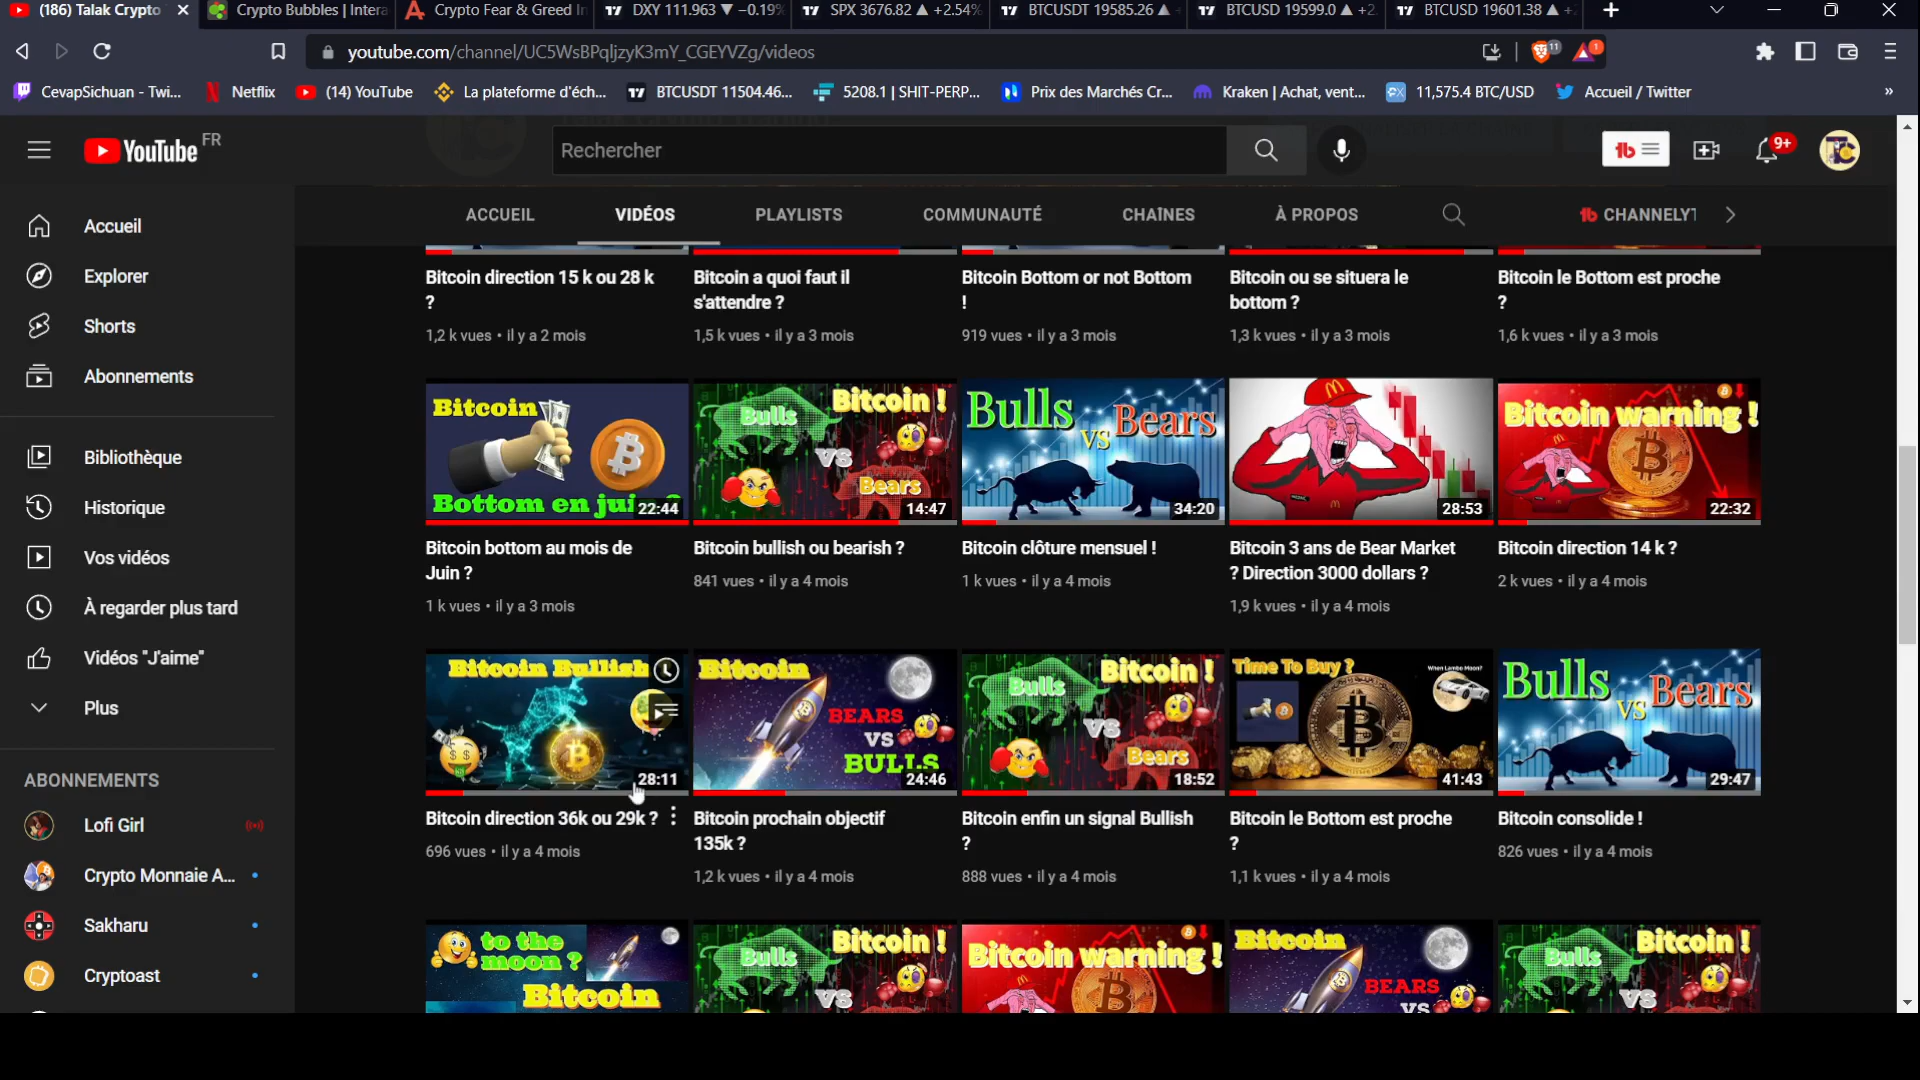 (186) Talak Crypto
Crypto Bubbles | Intera
Crypto Fear & Greed In
DXY 111.963 ▼ −0.19%
SPX 3676.82 ▲ +2.54%
BTCUSDT 19585.26 ▲
BTCUSD 19599.0 ▲ +2
BTCUSD 19601.38 ▲ +
youtube.com/channel/UC5WsBPqljzyK3mY_CGEYVZg/videos
11
1
CevapSichuan - Twi...
Netflix
(14) YouTube
La plateforme d'éch...
BTCUSDT 11504.46...
5208.1 | SHIT-PERP...
Prix des Marchés Cr...
Kraken | Achat, vent...
11,575.4 BTC/USD
Accueil / Twitter
»
YouTube FR
Rechercher
9+
ACCUEIL
VIDÉOS
PLAYLISTS
COMMUNAUTÉ
CHAÎNES
À PROPOS
CHANNELYT
Accueil
Explorer
Shorts
Abonnements
Bibliothèque
Historique
Vos vidéos
À regarder plus tard
Vidéos "J'aime"
Plus
ABONNEMENTS
Lofi Girl
Crypto Monnaie A...
Sakharu
Cryptoast
Bitcoin direction 15 k ou 28 k
?
1,2 k vues • il y a 2 mois
Bitcoin a quoi faut il
s'attendre ?
1,5 k vues • il y a 3 mois
Bitcoin Bottom or not Bottom
!
919 vues • il y a 3 mois
Bitcoin ou se situera le
bottom ?
1,3 k vues • il y a 3 mois
Bitcoin le Bottom est proche
?
1,6 k vues • il y a 3 mois
Bitcoin
Bottom en juin ?
22:44
Bitcoin bottom au mois de
Juin ?
1 k vues • il y a 3 mois
Bulls
Bitcoin !
VS
Bears
14:47
Bitcoin bullish ou bearish ?
841 vues • il y a 4 mois
Bulls
vs Bears
34:20
Bitcoin clôture mensuel !
1 k vues • il y a 4 mois
28:53
Bitcoin 3 ans de Bear Market
? Direction 3000 dollars ?
1,9 k vues • il y a 4 mois
Bitcoin warning !
22:32
Bitcoin direction 14 k ?
2 k vues • il y a 4 mois
Bitcoin Bullish
28:11
Bitcoin direction 36k ou 29k ?
696 vues • il y a 4 mois
Bitcoin
BEARS
VS
BULLS
24:46
Bitcoin prochain objectif
135k ?
1,2 k vues • il y a 4 mois
Bulls
Bitcoin !
VS
Bears
18:52
Bitcoin enfin un signal Bullish
?
888 vues • il y a 4 mois
Time To Buy ?
When Lambo Moon?
41:43
Bitcoin le Bottom est proche
?
1,1 k vues • il y a 4 mois
Bulls
vs Bears
29:47
Bitcoin consolide !
826 vues • il y a 4 mois
to the
moon ?
Bitcoin
Bulls
Bitcoin !
VS
Bitcoin warning !
Bitcoin
BEARS
VS
Bulls
Bitcoin !
VS